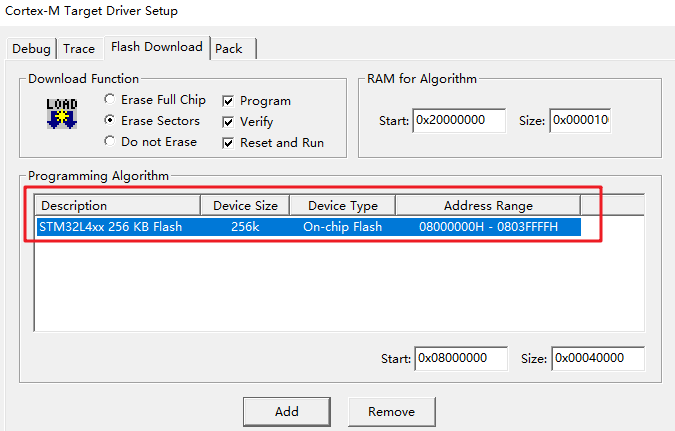 Cortex-M Target Driver Setup
Debug Trace Flash Download Pack
Download Function
LOAD
Erase Full Chip Program
Erase Sectors Verify
Do not Erase Reset and Run
RAM for Algorithm
Start: 0x20000000 Size: 0x000010
Programming Algorithm
Description Device Size Device Type Address Range
STM32L4xx 256 KB Flash 256k On-chip Flash 08000000H - 0803FFFFH
Start: 0x08000000 Size: 0x00040000
Add Remove